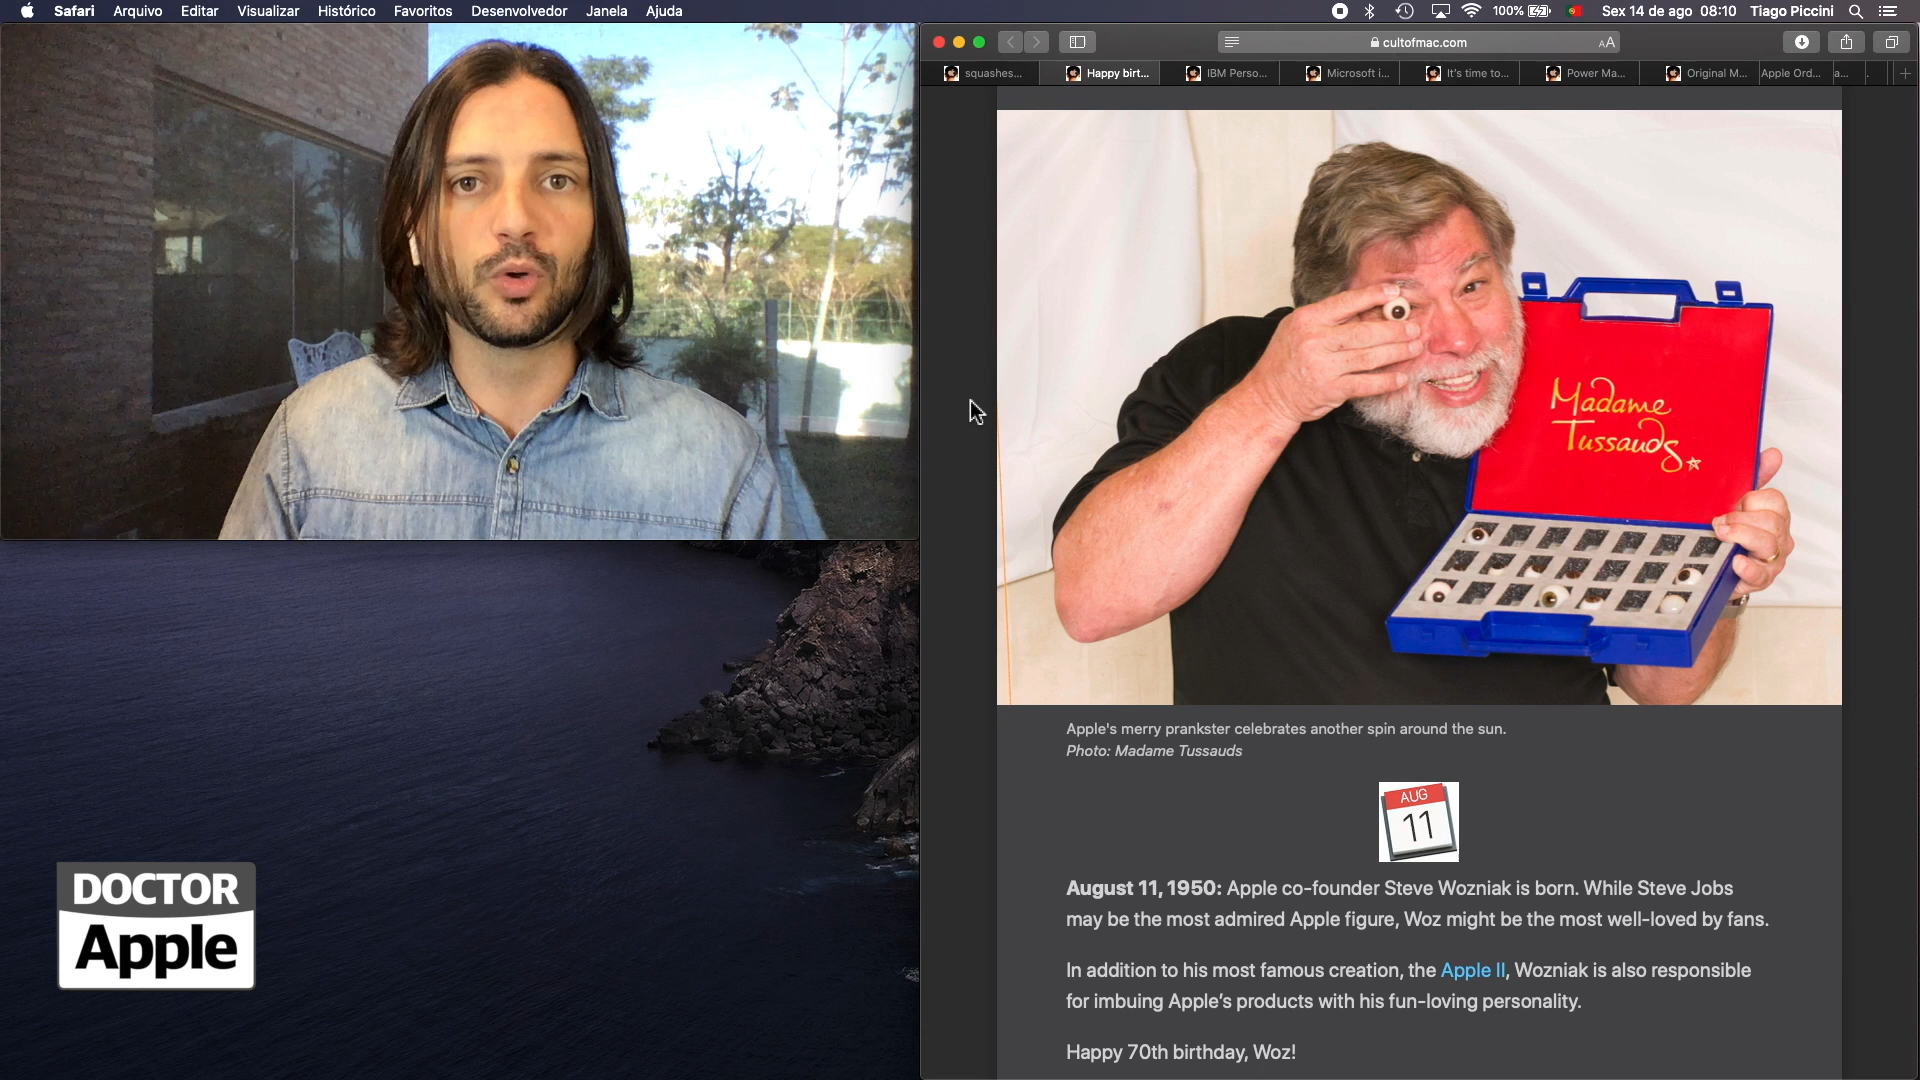 Safari Arquivo Editar Visualizar Histórico Favoritos Desenvolvedor Janela Ajuda 100% Sex 14 de ago 08:10 Tiago Piccini
cultofmac.com AA
squashes... Happy birt... IBM Perso... Microsoft i... It's time to... Power Ma... Original M... Apple Ord... a... .
Madame
Tussauds
Apple's merry prankster celebrates another spin around the sun.
Photo: Madame Tussauds
AUG
11
August 11, 1950: Apple co-founder Steve Wozniak is born. While Steve Jobs
may be the most admired Apple figure, Woz might be the most well-loved by fans.
In addition to his most famous creation, the Apple II, Wozniak is also responsible
for imbuing Apple's products with his fun-loving personality.
Happy 70th birthday, Woz!
DOCTOR
Apple